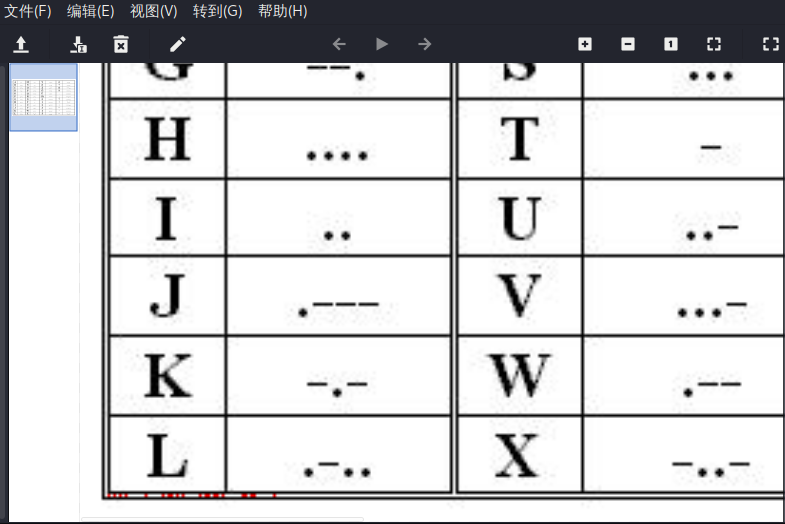 文件(F) 编辑(E) 视图(V) 转到(G) 帮助(H)
G --. S ...
H .... T -
I .. U ..-
J .--- V ...-
K -.- W .--
L .-.. X -..-